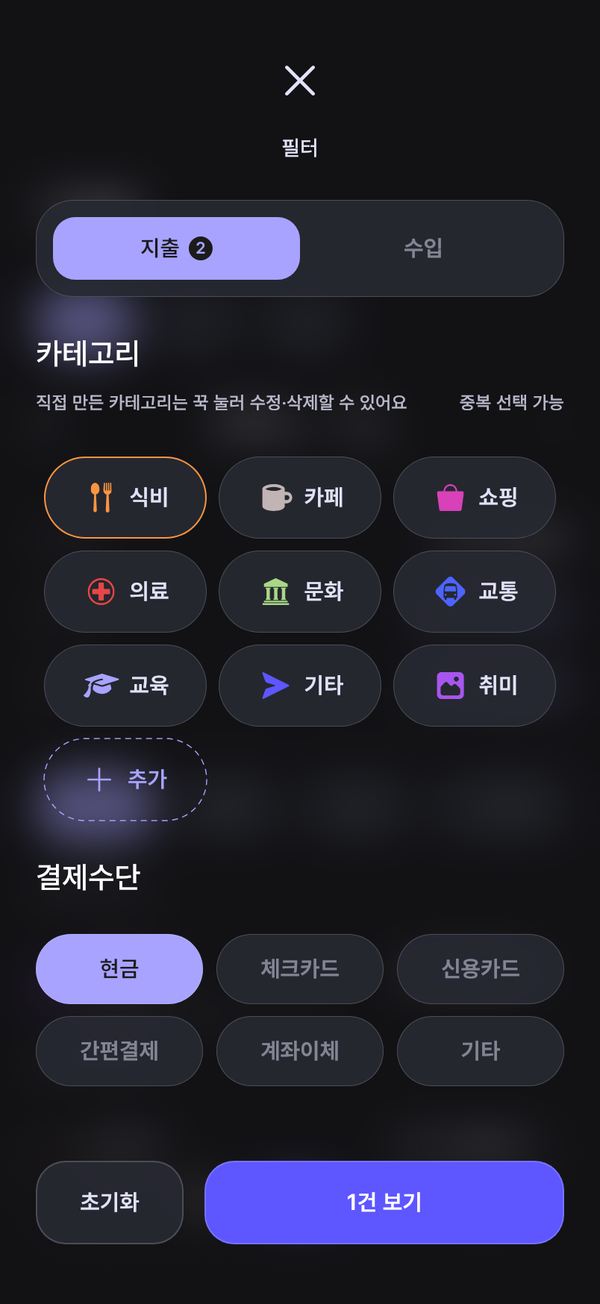 필터
지출 2
수입
카테고리
직접 만든 카테고리는 꾹 눌러 수정·삭제할 수 있어요
중복 선택 가능
식비
카페
쇼핑
의료
문화
교통
교육
기타
취미
추가
결제수단
현금
체크카드
신용카드
간편결제
계좌이체
기타
초기화
1건 보기